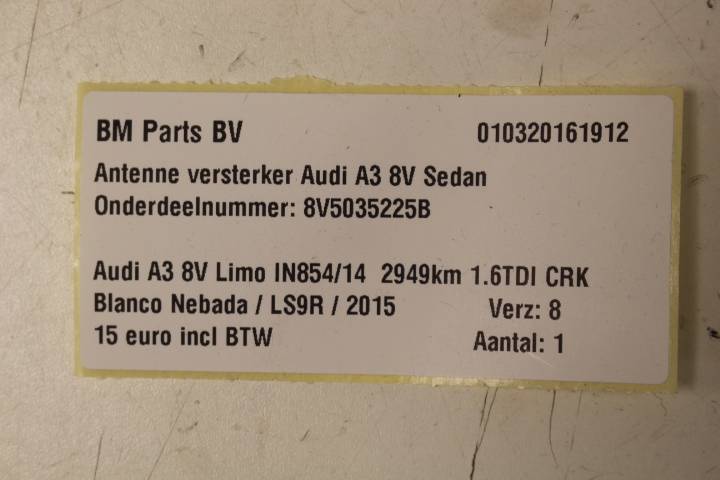 BM Parts BV 010320161912
Antenne versterker Audi A3 8V Sedan
Onderdeelnummer: 8V5035225B
Audi A3 8V Limo IN854/14 2949km 1.6TDI CRK
Blanco Nebada / LS9R / 2015 Verz: 8
15 euro incl BTW Aantal: 1